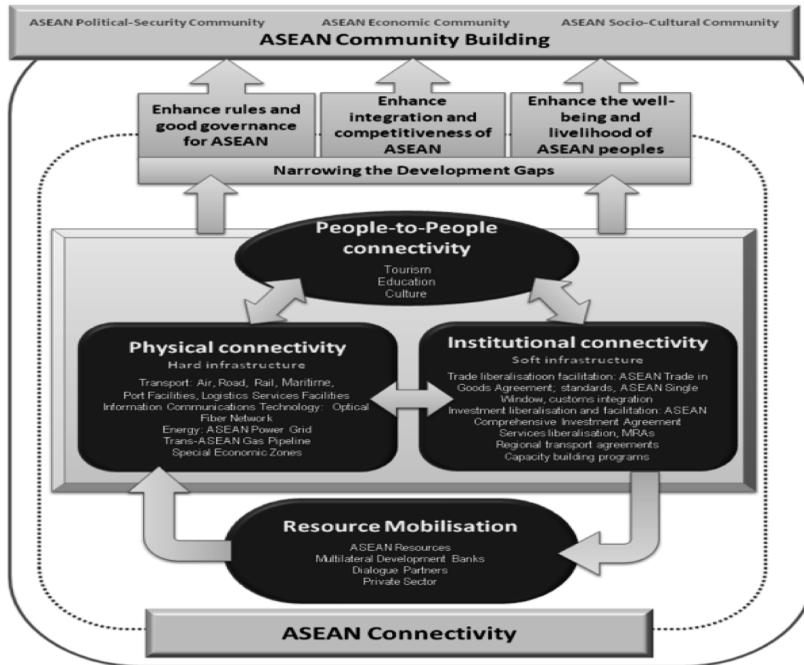 ASEAN Political-Security Community
ASEAN Economic Community
ASEAN Socio-Cultural Community
ASEAN Community Building
Enhance rules and
good governance
for ASEAN
Enhance
integration and
competitiveness of
ASEAN
Enhance the well-
being and
livelihood of
ASEAN peoples
Narrowing the Development Gaps
People-to-People
connectivity
Tourism
Education
Culture
Physical connectivity
Hard infrastructure
Transport: Air, Road, Rail, Maritime,
Port Facilities, Logistics Services Facilities
Information Communications Technology: Optical
Fiber Network
Energy: ASEAN Power Grid
Trans-ASEAN Gas Pipeline
Special Economic Zones
Institutional connectivity
Soft infrastructure
Trade liberalisatioon facilitation: ASEAN Trade in
Goods Agreement; standards, ASEAN Single
Window, customs integration
Investment liberalisation and facilitation: ASEAN
Comprehensive Investment Agreement
Services liberalisation, MRAs
Regional transport agreements
Capacity building programs
Resource Mobilisation
ASEAN Resources
Multilateral Development Banks
Dialogue Partners
Private Sector
ASEAN Connectivity